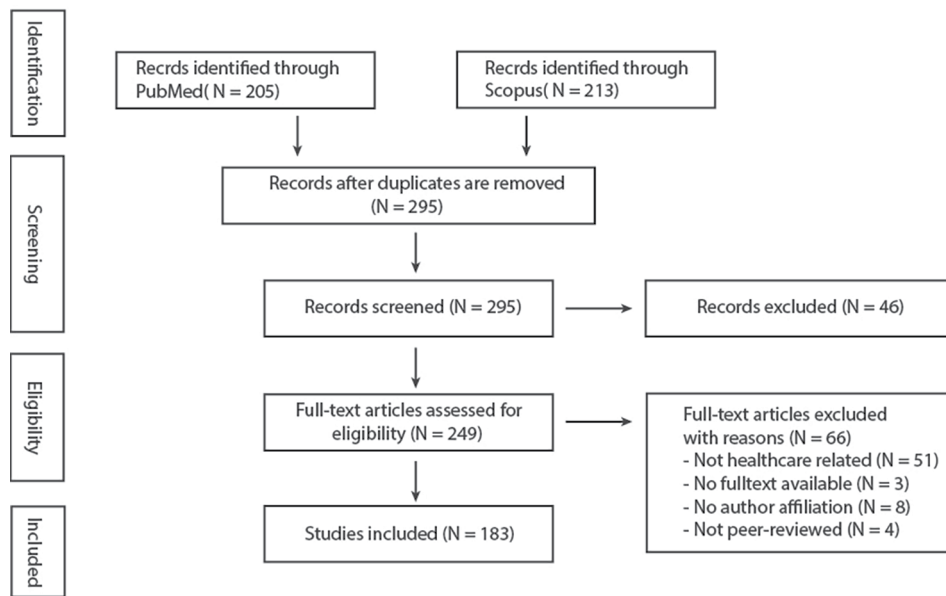 Identification
Recrds identified through
PubMed( N = 205)
Recrds identified through
Scopus( N = 213)
Screening
Records after duplicates are removed
(N = 295)
Records screened (N = 295)
Records excluded (N = 46)
Eligibility
Full-text articles assessed for
eligibility (N = 249)
Full-text articles excluded
with reasons (N = 66)
- Not healthcare related (N = 51)
- No fulltext available (N = 3)
- No author affiliation (N = 8)
- Not peer-reviewed (N = 4)
Included
Studies included (N = 183)